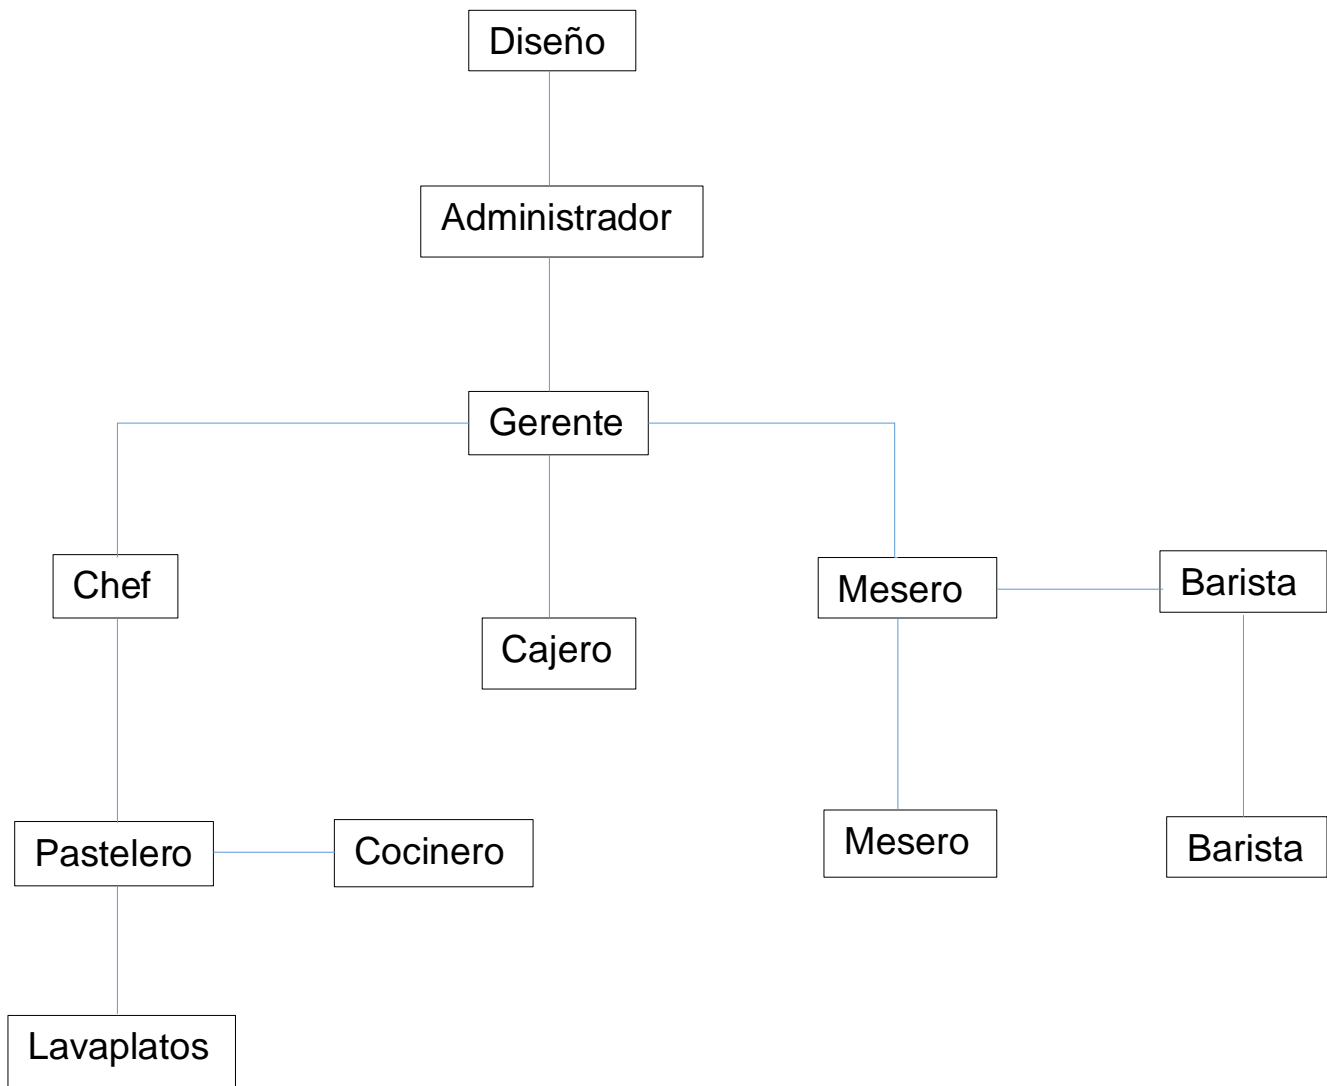 Diseño
Administrador
Gerente
Chef
Cajero
Mesero
Barista
Pastelero
Cocinero
Mesero
Barista
Lavaplatos